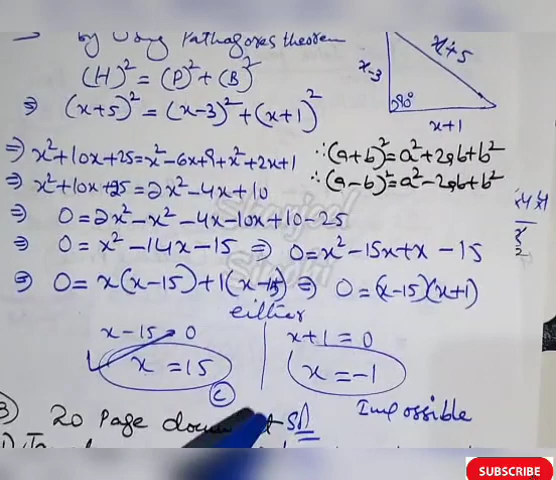 → By using Pathagores theorem
(H)² = (P)² + (B)²
⇒ (x+5)² = (x-3)² + (x+1)²
x+5
x-3
90°
x+1
⇒ x²+10x+25 = x²-6x+9+x²+2x+1 ∵ (a+b)² = a²+2ab+b²
⇒ x²+10x+25 = 2x²-4x+10 ∵ (a-b)² = a²-2ab+b²
⇒ 0 = 2x²-x²-4x-10x+10-25
⇒ 0 = x²-14x-15 ⇒ 0 = x²-15x+x-15
⇒ 0 = x(x-15)+1(x-15) ⇒ 0 = (x-15)(x+1)
either
x-15 = 0 x+1 = 0
x = 15 x = -1
C Impossible
20 Page
SUBSCRIBE